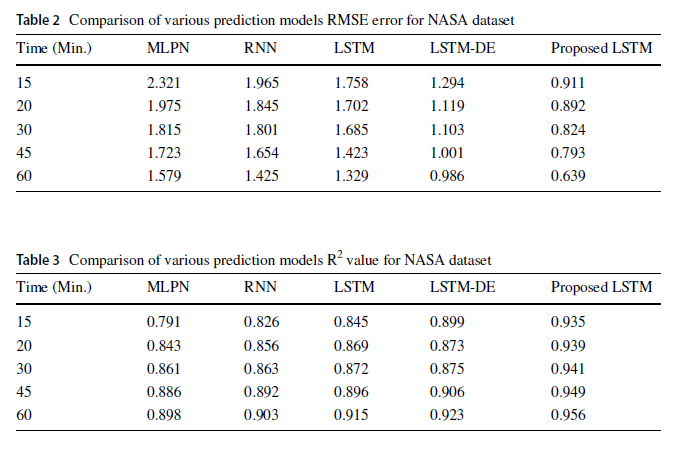 Table 2 Comparison of various prediction models RMSE error for NASA dataset
Time (Min.) MLPN RNN LSTM LSTM-DE Proposed LSTM
15 2.321 1.965 1.758 1.294 0.911
20 1.975 1.845 1.702 1.119 0.892
30 1.815 1.801 1.685 1.103 0.824
45 1.723 1.654 1.423 1.001 0.793
60 1.579 1.425 1.329 0.986 0.639
Table 3 Comparison of various prediction models R² value for NASA dataset
Time (Min.) MLPN RNN LSTM LSTM-DE Proposed LSTM
15 0.791 0.826 0.845 0.899 0.935
20 0.843 0.856 0.869 0.873 0.939
30 0.861 0.863 0.872 0.875 0.941
45 0.886 0.892 0.896 0.906 0.949
60 0.898 0.903 0.915 0.923 0.956